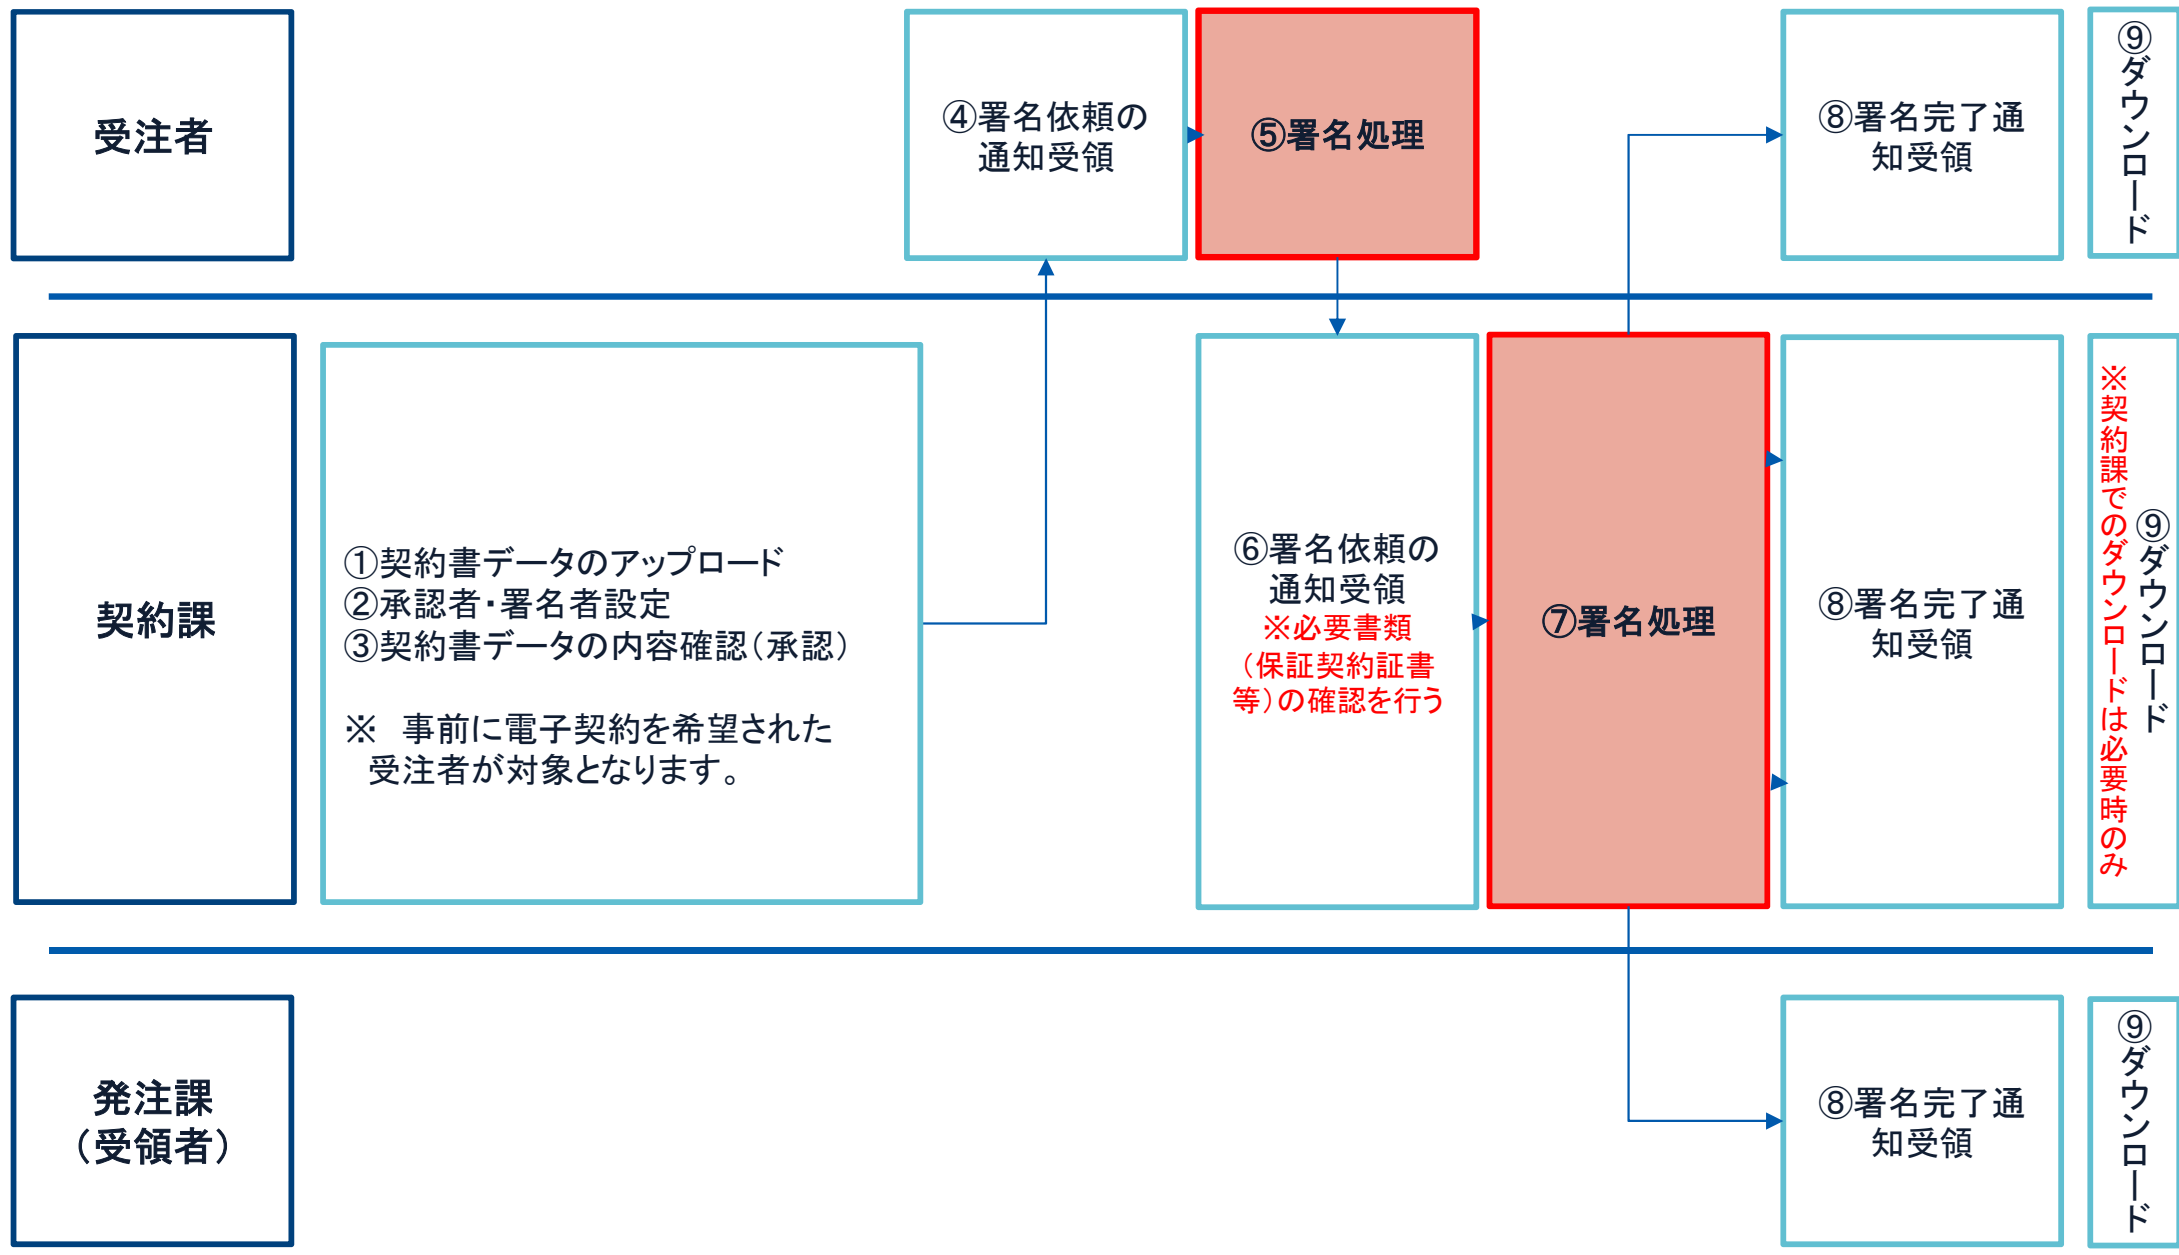 受注者
④署名依頼の
通知受領
⑤署名処理
⑧署名完了通
知受領
⑨ダウンロード
契約課
①契約書データのアップロード
②承認者・署名者設定
③契約書データの内容確認（承認）
※　事前に電子契約を希望された
受注者が対象となります。
⑥署名依頼の
通知受領
※必要書類
（保証契約証書
等）の確認を行う
⑦署名処理
⑧署名完了通
知受領
⑨ダウンロード
※契約課でのダウンロードは必要時のみ
発注課
（受領者）
⑧署名完了通
知受領
⑨ダウンロード